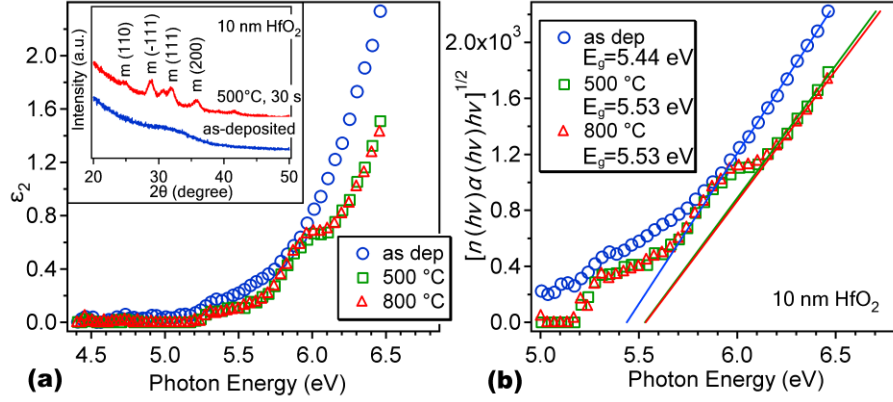 2.4
2.0
1.6
1.2
0.8
0.4
0.0
ε2
10 nm HfO2
m (110)
m (-111)
m (111)
m (200)
500°C, 30 s
as-deposited
Intensity (a.u.)
20 30 40 50
2θ (degree)
as dep
500 °C
800 °C
4.5 5.0 5.5 6.0 6.5
Photon Energy (eV)
(a)
2.0x10³
1.6
1.2
0.8
0.4
0.0
[n(hν)a(hν)hν]^1/2
as dep
Eg=5.44 eV
500 °C
Eg=5.53 eV
800 °C
Eg=5.53 eV
10 nm HfO2
5.0 5.5 6.0 6.5
Photon Energy (eV)
(b)